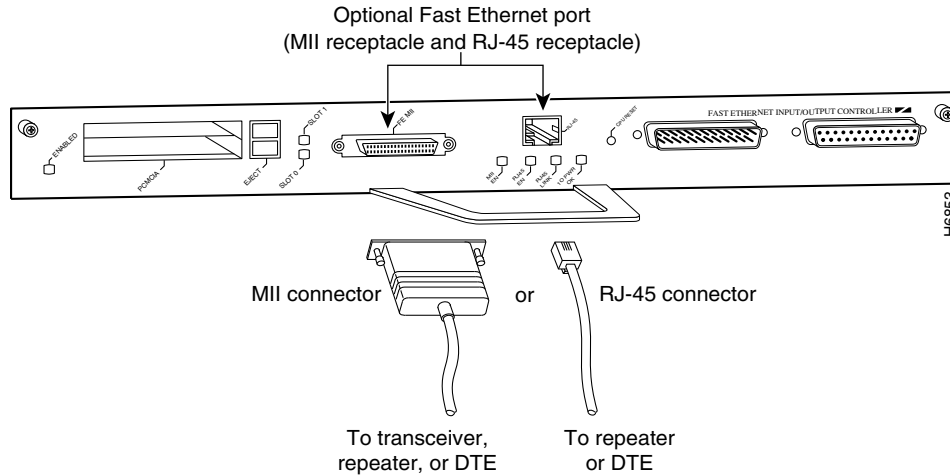 Optional Fast Ethernet port
(MII receptacle and RJ-45 receptacle)
ENABLED
PCMCIA
EJECT
SLOT 0
SLOT 1
FE MII
MII
EN
RJ45
EN
RJ45
LINK
I/O PWR
OK
RJ-45
CPU RESET
FAST ETHERNET INPUT/OUTPUT CONTROLLER
H6853
MII connector
or
RJ-45 connector
To transceiver,
repeater, or DTE
To repeater
or DTE